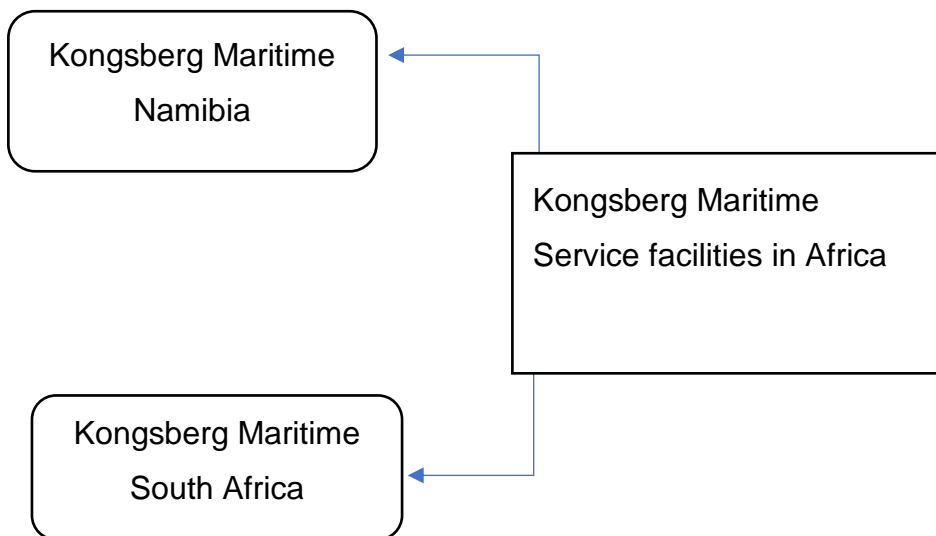 Kongsberg Maritime
Namibia
Kongsberg Maritime
Service facilities in Africa
Kongsberg Maritime
South Africa